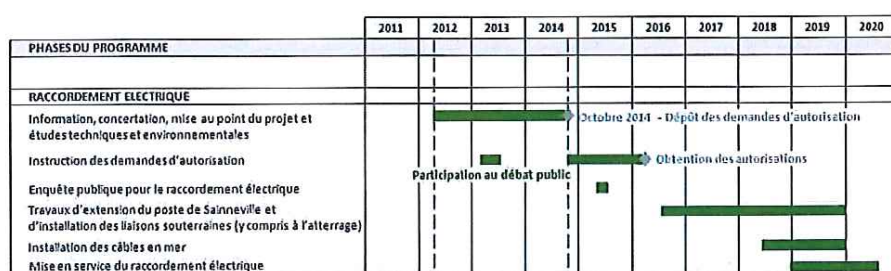 2011 2012 2013 2014 2015 2016 2017 2018 2019 2020
PHASES DU PROGRAMME
RACCORDEMENT ELECTRIQUE
Information, concertation, mise au point du projet et
études techniques et environnementales
Octobre 2014 - Dépôt des demandes d'autorisation
Instruction des demandes d'autorisation
Obtention des autorisations
Participation au débat public
Enquête publique pour le raccordement électrique
Travaux d'extension du poste de Sainneville et
d'installation des liaisons souterraines (y compris à l'atterrage)
Installation des câbles en mer
Mise en service du raccordement électrique